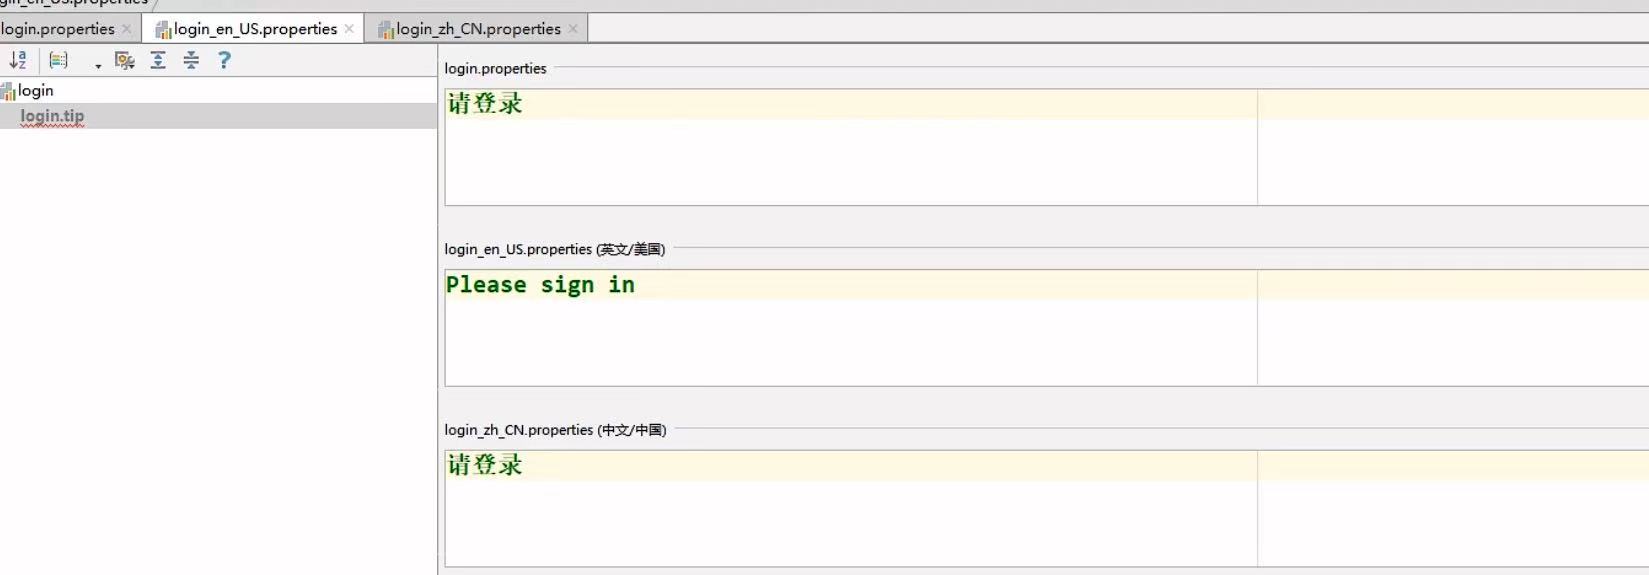 login_en_US.properties
login.properties
login_en_US.properties
login_zh_CN.properties
login
login.tip
login.properties
请登录
login_en_US.properties (英文/美国)
Please sign in
login_zh_CN.properties (中文/中国)
请登录